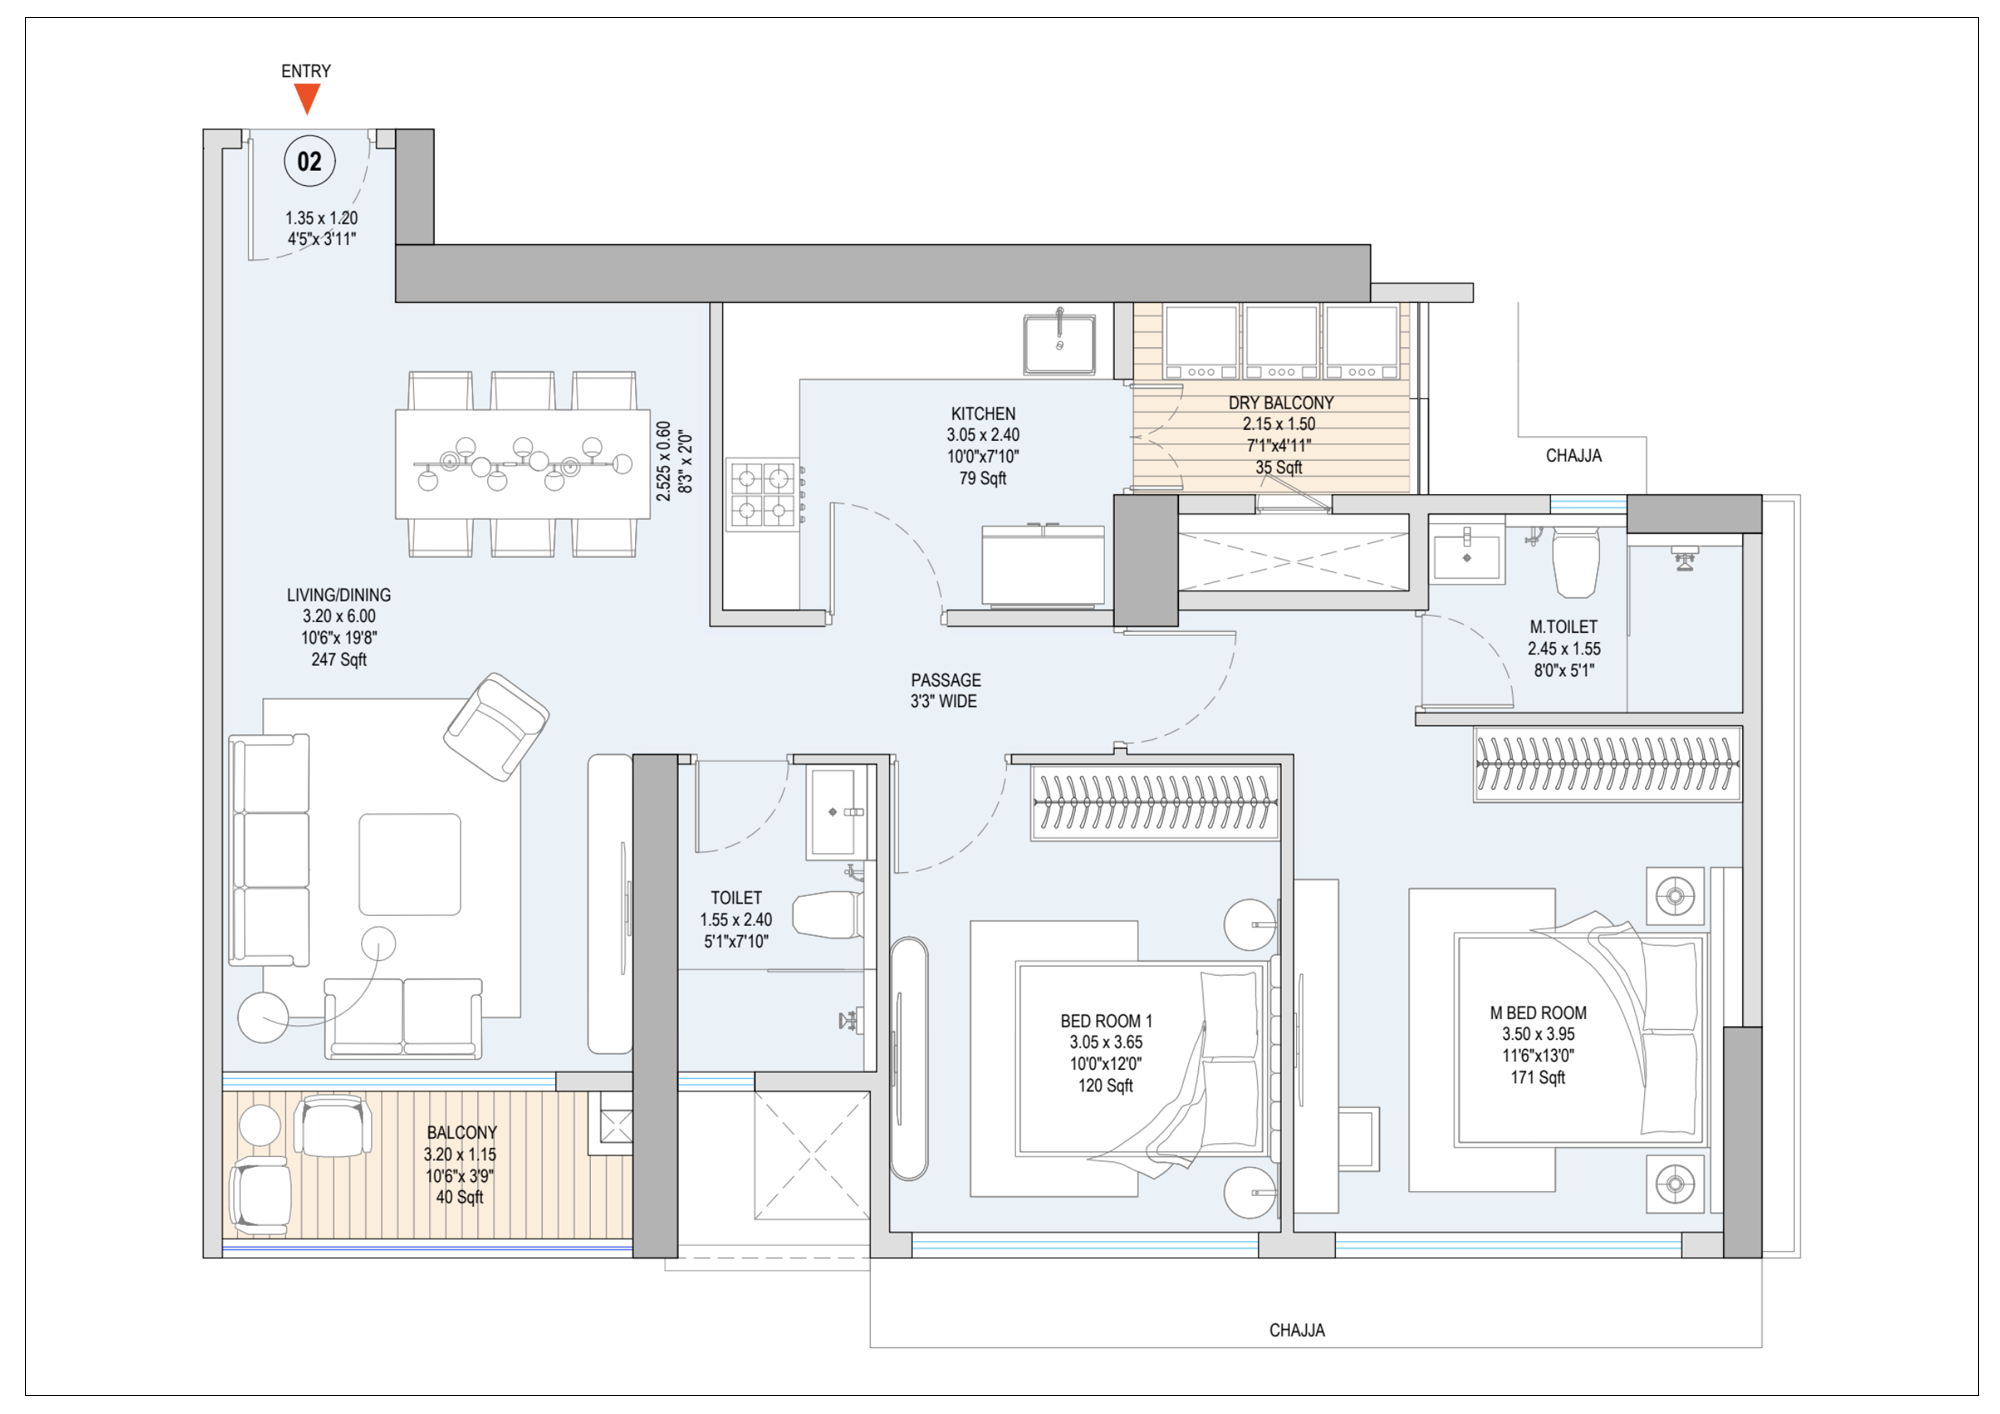 ENTRY
02
1.35 x 1.20
4'5"x 3'11"
2.525 x 0.60
8'3" x 2'0"
KITCHEN
3.05 x 2.40
10'0"x7'10"
79 Sqft
DRY BALCONY
2.15 x 1.50
7'1"x4'11"
35 Sqft
CHAJJA
LIVING/DINING
3.20 x 6.00
10'6"x 19'8"
247 Sqft
PASSAGE
3'3" WIDE
M.TOILET
2.45 x 1.55
8'0"x 5'1"
TOILET
1.55 x 2.40
5'1"x7'10"
BED ROOM 1
3.05 x 3.65
10'0"x12'0"
120 Sqft
M BED ROOM
3.50 x 3.95
11'6"x13'0"
171 Sqft
BALCONY
3.20 x 1.15
10'6"x 3'9"
40 Sqft
CHAJJA